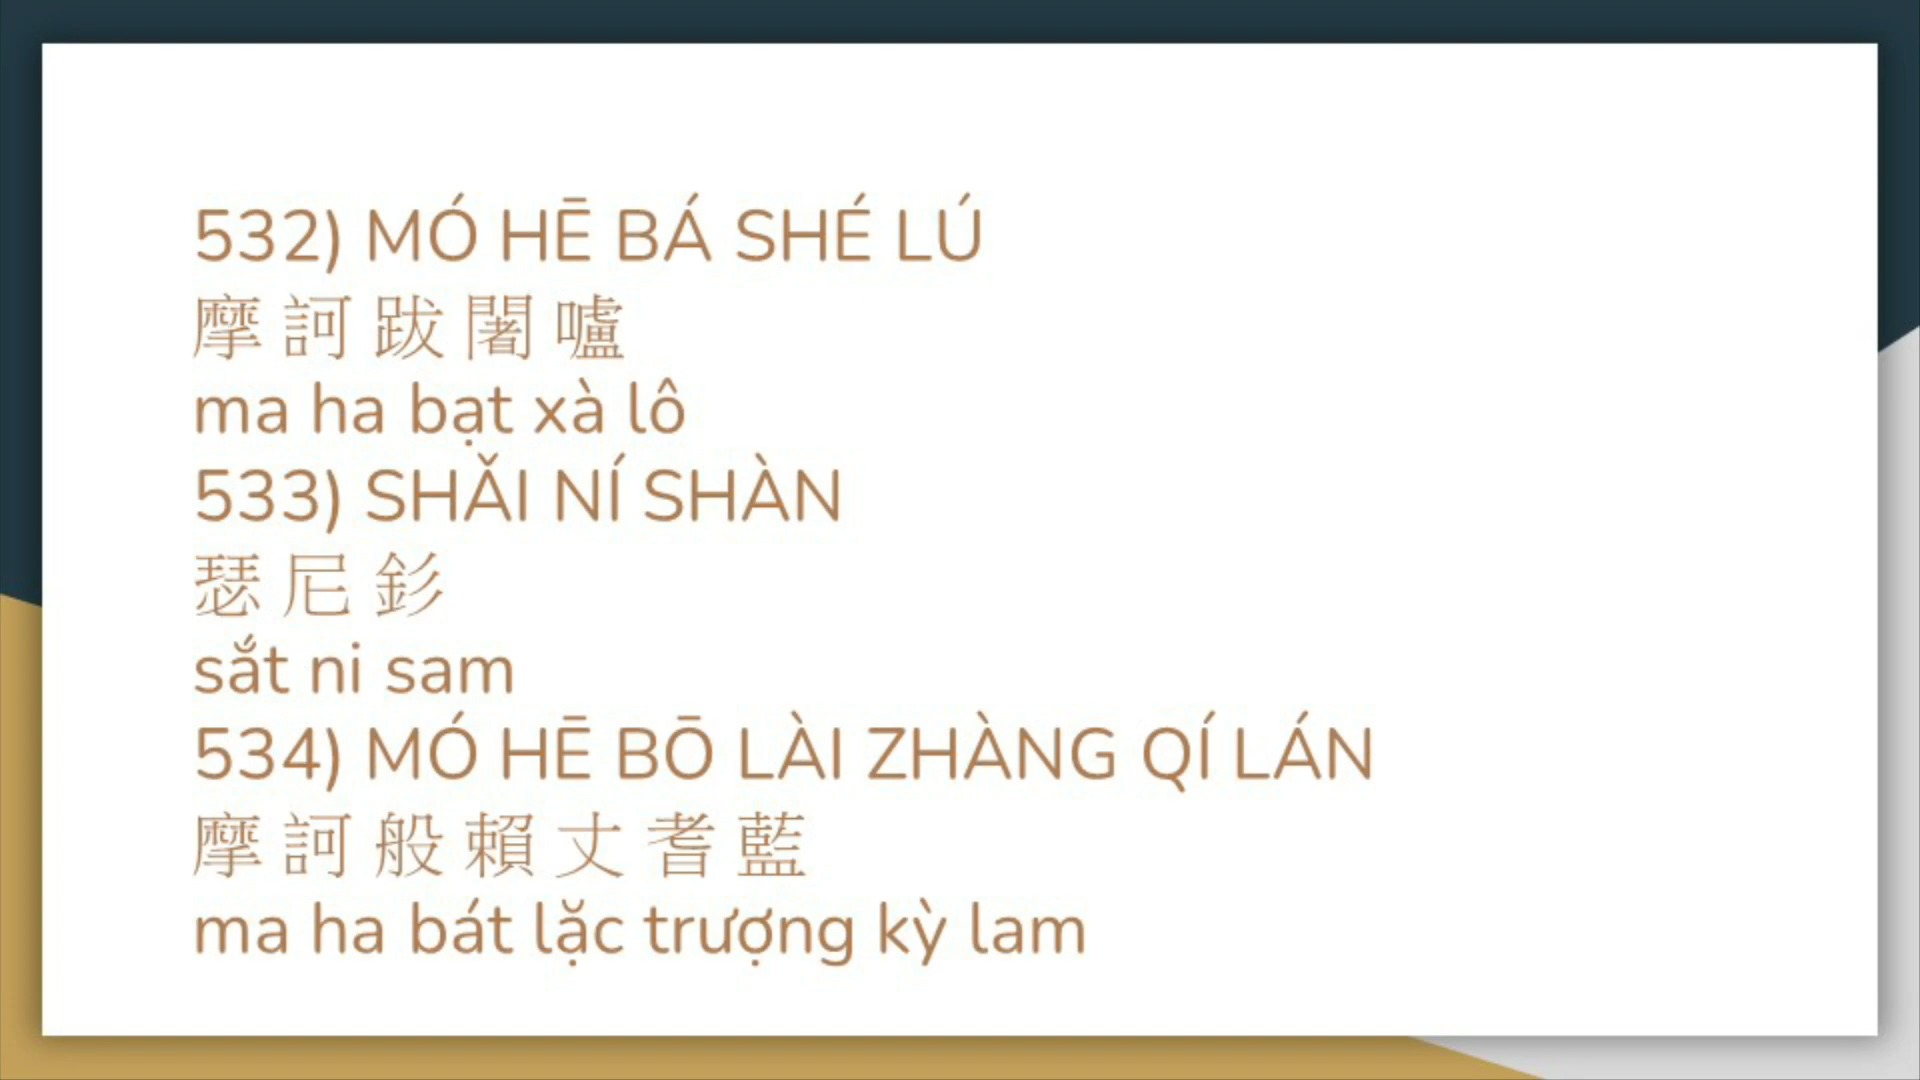 532) MÓ HĒ BÁ SHÉ LÚ
摩 訶 跋 闍 嚧
ma ha bạt xà lô
533) SHǍI NÍ SHÀN
瑟 尼 釤
sắt ni sam
534) MÓ HĒ BŌ LÀI ZHÀNG QÍ LÁN
摩 訶 般 賴 丈 耆 藍
ma ha bát lặc trượng kỳ lam